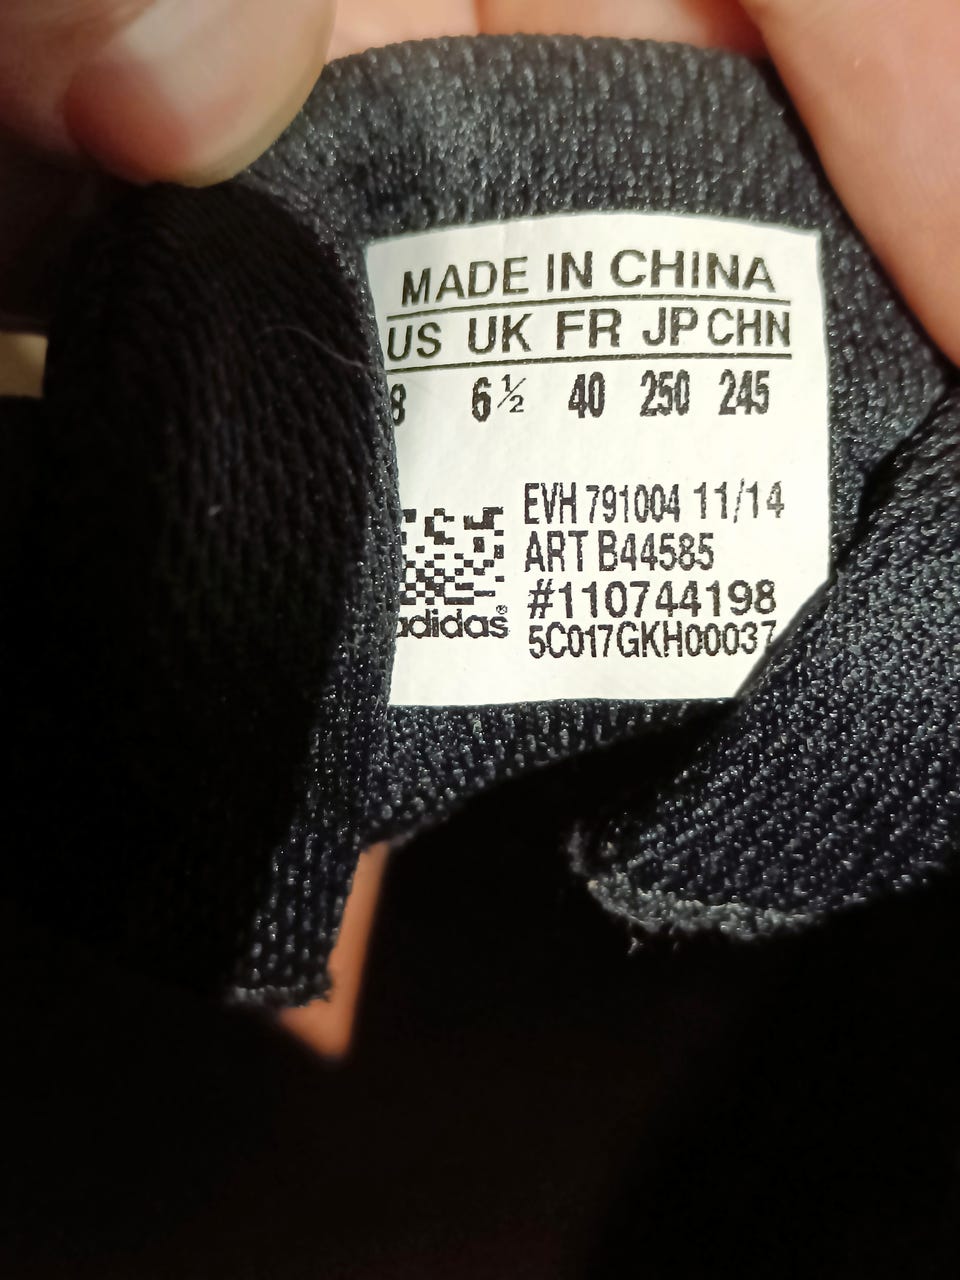 MADE IN CHINA
US UK FR JP CHN
8 6½ 40 250 245
EVH 791004 11/14
ART B44585
#110744198
adidas® 5C017GKH00037